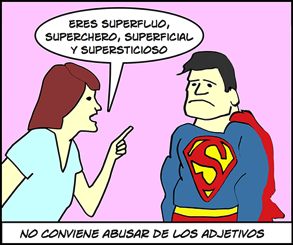 ERES SUPERFLUO,
SUPERCHERO, SUPERFICIAL
Y SUPERSTICIOSO
S
NO CONVIENE ABUSAR DE LOS ADJETIVOS